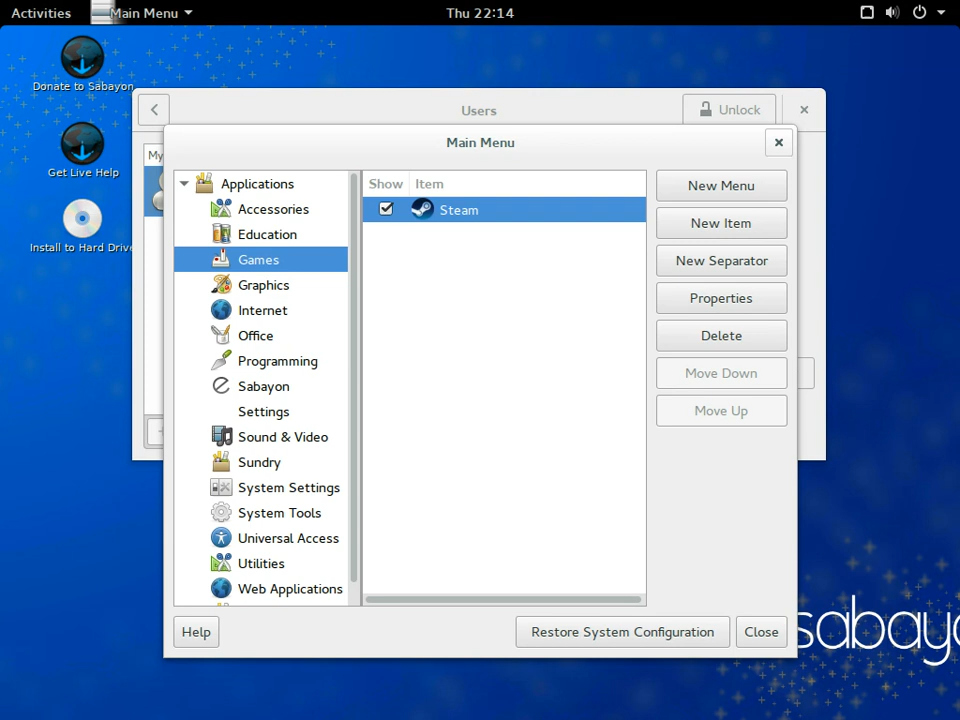 Activities Main Menu Thu 22:14
Donate to Sabayon
Get Live Help
Install to Hard Drive
Users Unlock
My
Main Menu
Applications
Accessories
Education
Games
Graphics
Internet
Office
Programming
Sabayon
Settings
Sound & Video
Sundry
System Settings
System Tools
Universal Access
Utilities
Web Applications
Show Item
Steam
New Menu
New Item
New Separator
Properties
Delete
Move Down
Move Up
Help Restore System Configuration Close
sabayo